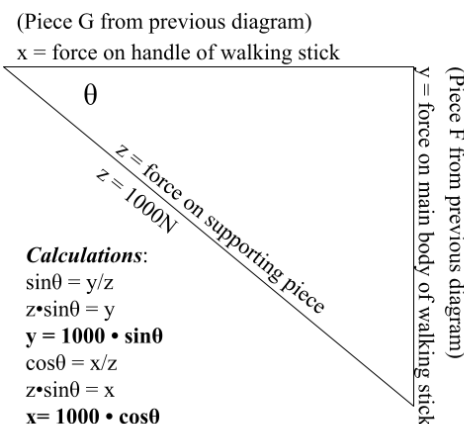 (Piece G from previous diagram)
x = force on handle of walking stick
θ
(Piece F from previous diagram)
y = force on main body of walking stick
z = force on supporting piece
z = 1000N
Calculations:
sinθ = y/z
z•sinθ = y
y = 1000 • sinθ
cosθ = x/z
z•sinθ = x
x= 1000 • cosθ